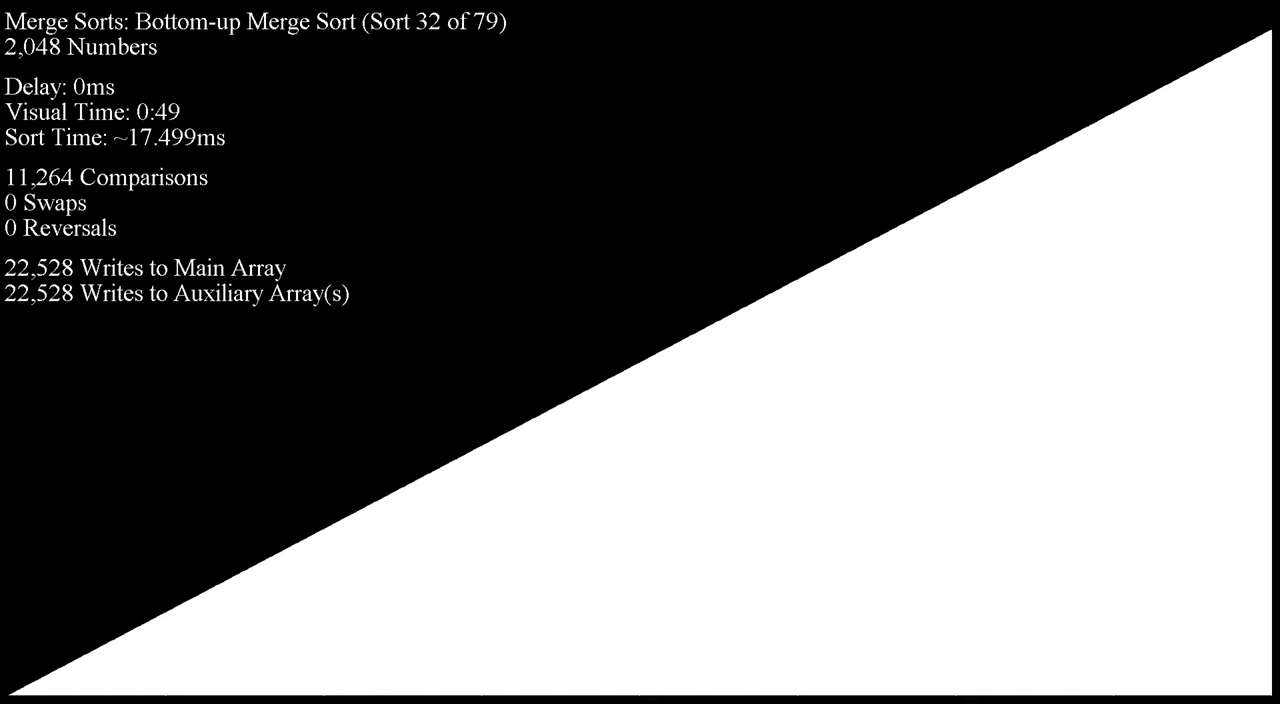 Merge Sorts: Bottom-up Merge Sort (Sort 32 of 79)
2,048 Numbers
Delay: 0ms
Visual Time: 0:49
Sort Time: ~17.499ms
11,264 Comparisons
0 Swaps
0 Reversals
22,528 Writes to Main Array
22,528 Writes to Auxiliary Array(s)